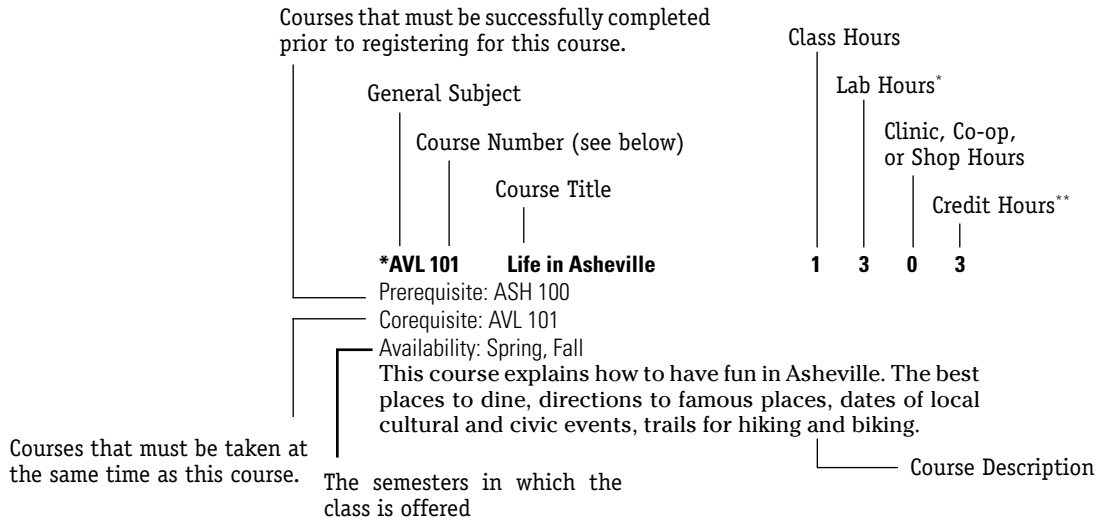 Courses that must be successfully completed
prior to registering for this course.
Class Hours
Lab Hours*
General Subject
Clinic, Co-op,
or Shop Hours
Course Number (see below)
Course Title
Credit Hours**
*AVL 101 Life in Asheville 1 3 0 3
Prerequisite: ASH 100
Corequisite: AVL 101
Availability: Spring, Fall
This course explains how to have fun in Asheville. The best
places to dine, directions to famous places, dates of local
cultural and civic events, trails for hiking and biking.
Courses that must be taken at
the same time as this course.
Course Description
The semesters in which the
class is offered